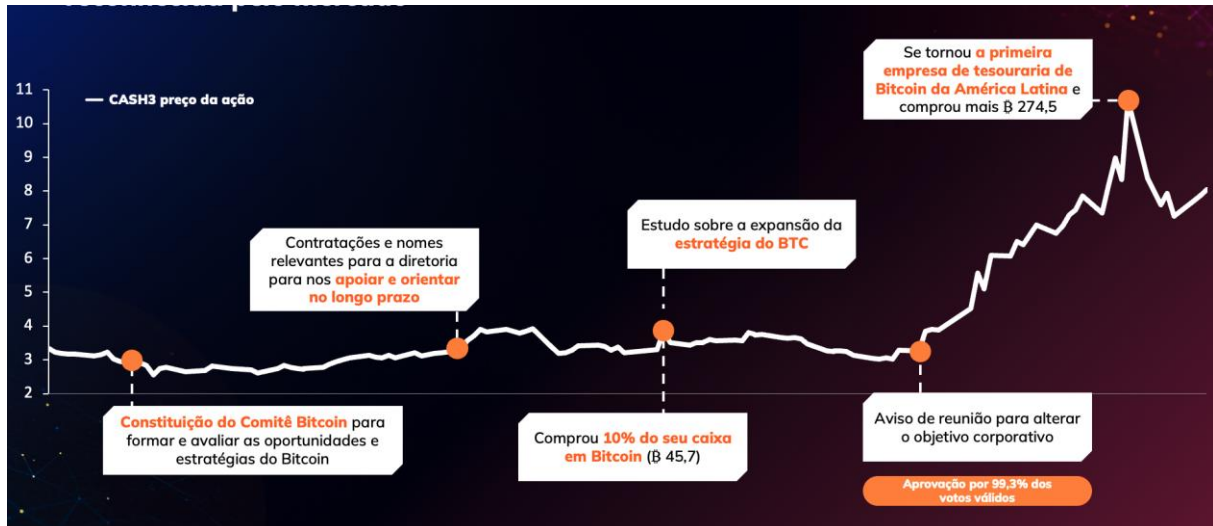 11
10
9
8
7
6
5
4
3
2
CASH3 preço da ação
Constituição do Comitê Bitcoin para
formar e avaliar as oportunidades e
estratégias do Bitcoin
Contratações e nomes
relevantes para a diretoria
para nos apoiar e orientar
no longo prazo
Estudo sobre a expansão da
estratégia do BTC
Comprou 10% do seu caixa
em Bitcoin (₿ 45,7)
Aviso de reunião para alterar
o objetivo corporativo
Aprovação por 99,3% dos
votos válidos
Se tornou a primeira
empresa de tesouraria de
Bitcoin da América Latina e
comprou mais ₿ 274,5